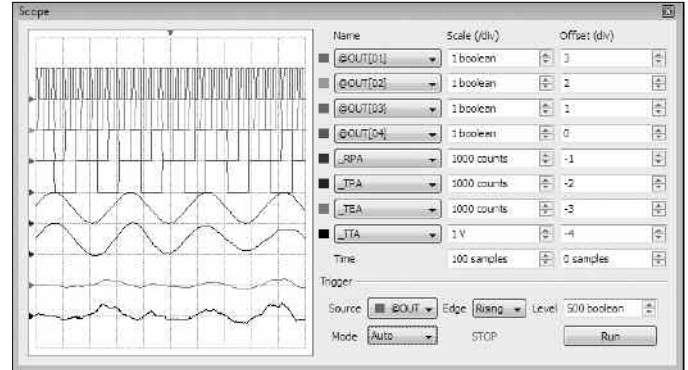 Scope
Name Scale (/div) Offset (div)
@OUT[01] 1 boolean 3
@OUT[02] 1 boolean 2
@OUT[03] 1 boolean 1
@OUT[04] 1 boolean 0
_RPA 1000 counts -1
_TPA 1000 counts -2
_TEA 1000 counts -3
_TTA 1 V -4
Time 100 samples 0 samples
Trigger
Source @OUT Edge Rising Level 500 boolean
Mode Auto STOP Run